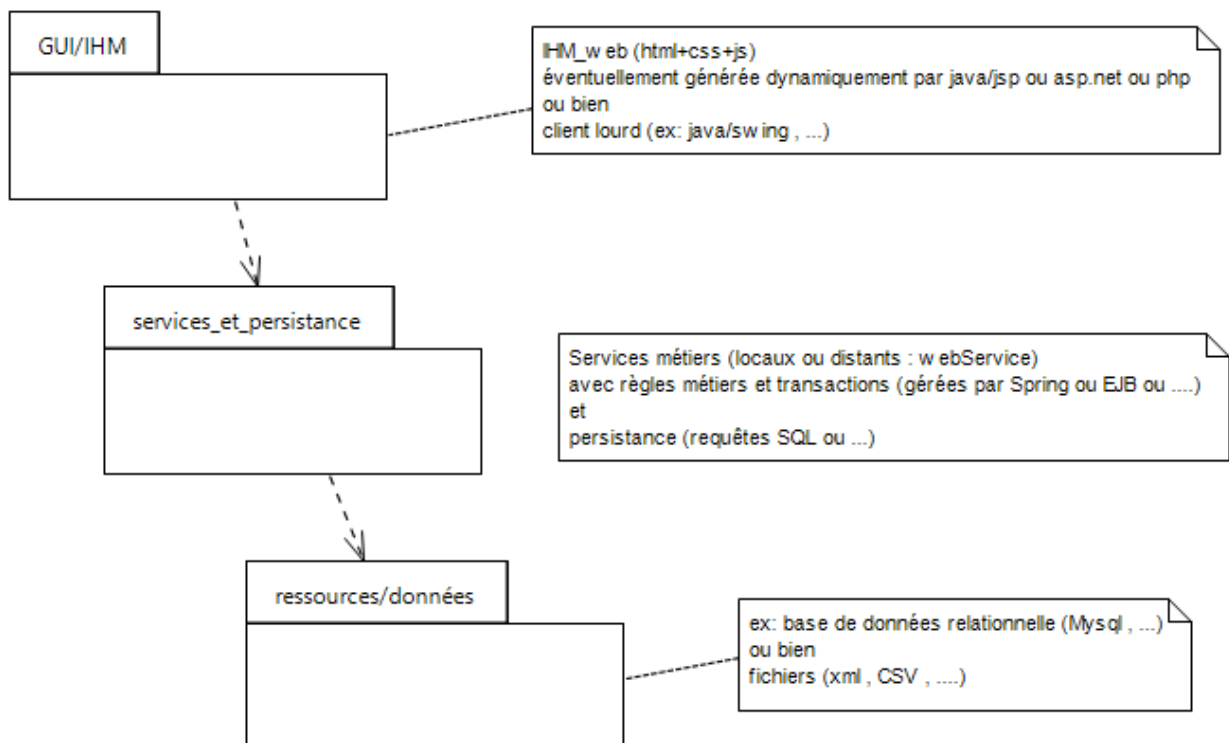 GUI/IHM
IHM_web (html+css+js)
éventuellement générée dynamiquement par java/jsp ou asp.net ou php
ou bien
client lourd (ex: java/swing , ...)
services_et_persistance
Services métiers (locaux ou distants : webService)
avec règles métiers et transactions (gérées par Spring ou EJB ou ....)
et
persistance (requêtes SQL ou ...)
ressources/données
ex: base de données relationnelle (Mysql , ...)
ou bien
fichiers (xml , CSV , ....)